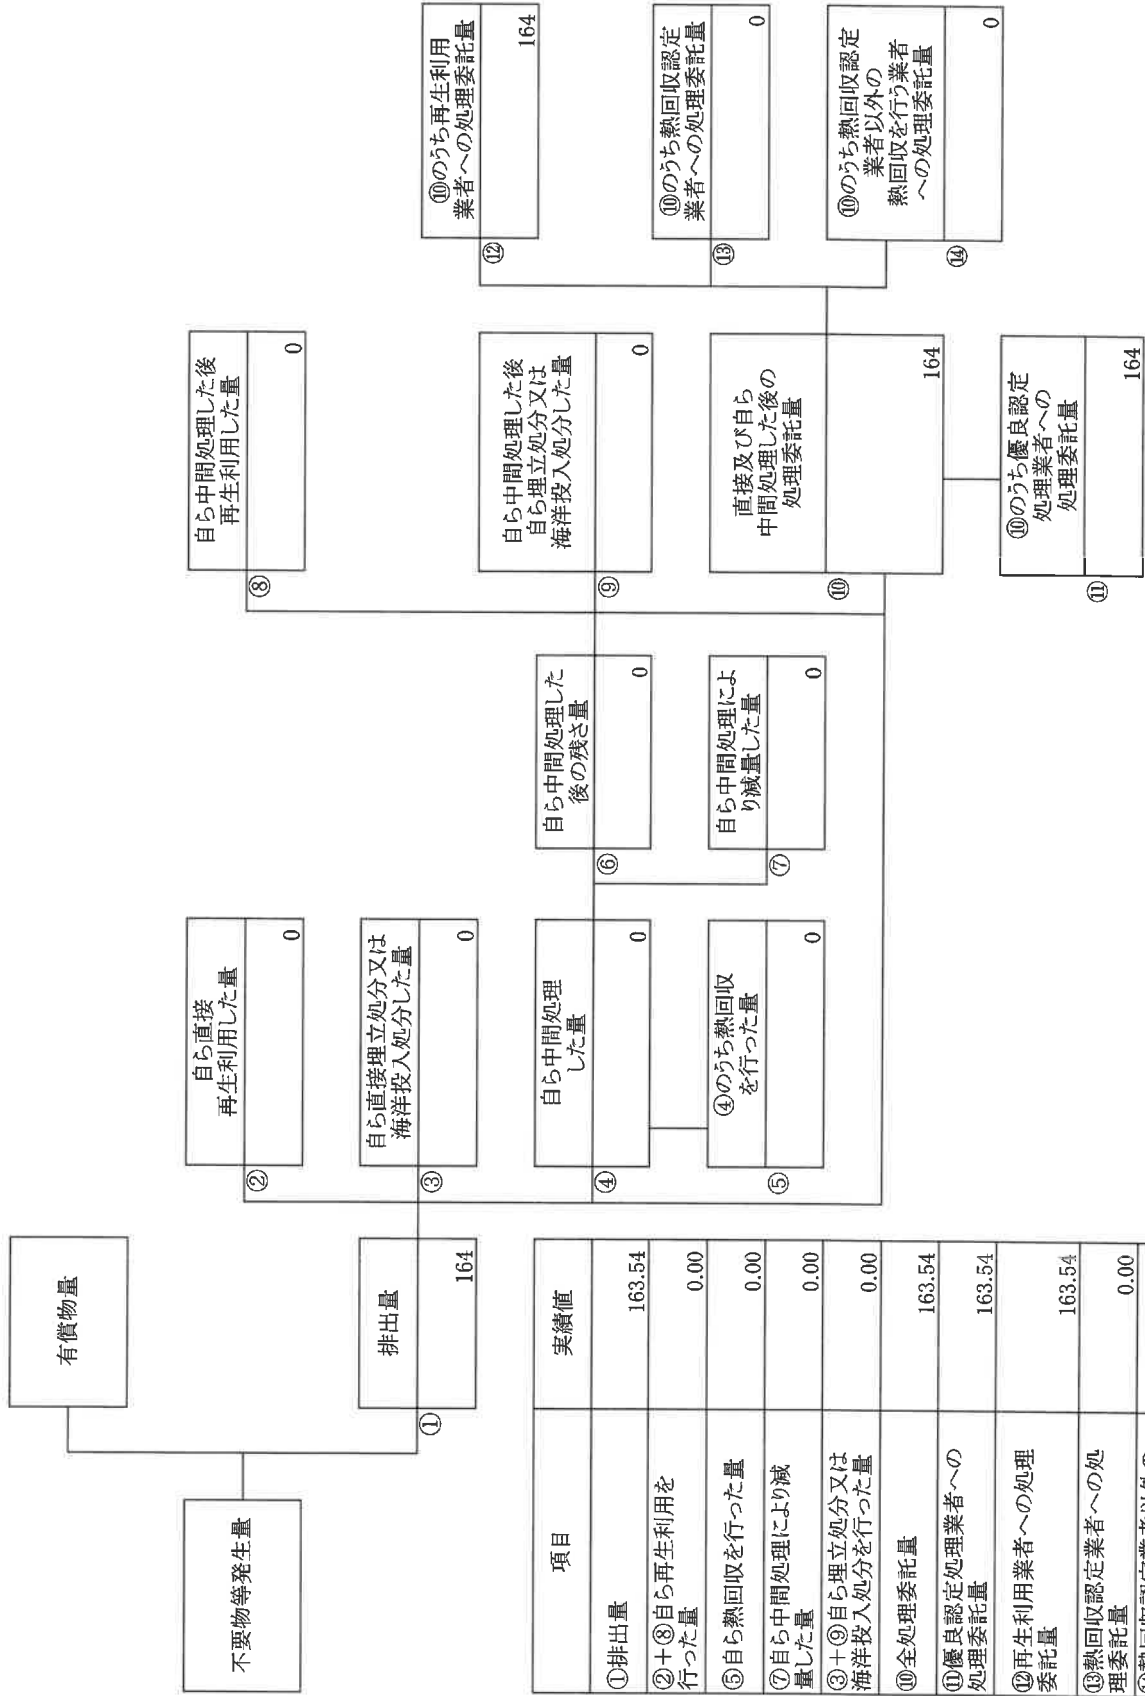 不要物等発生量
有償物量
排出量
①
164
自ら直接
再生利用した量
②
0
自ら直接埋立処分又は
海洋投入処分した量
③
0
自ら中間処理
した量
④
0
④のうち熱回収
を行った量
⑤
0
自ら中間処理した
後の残さ量
⑥
0
自ら中間処理によ
り減量した量
⑦
0
自ら中間処理した後
再生利用した量
⑧
0
自ら中間処理した後
自ら埋立処分又は
海洋投入処分した量
⑨
0
直接及び自ら
中間処理した後の
処理委託量
⑩
164
⑩のうち優良認定
処理業者への
処理委託量
⑪
164
⑩のうち再生利用
業者への処理委託量
⑫
164
⑩のうち熱回収認定
業者への処理委託量
⑬
0
⑩のうち熱回収認定
業者以外の
熱回収を行う業者
への処理委託量
⑭
0
項目 実績値
①排出量 163.54
②+⑧自ら再生利用を
行った量 0.00
⑤自ら熱回収を行った量 0.00
⑦自ら中間処理により減
量した量 0.00
③+⑨自ら埋立処分又は
海洋投入処分を行った量 0.00
⑩全処理委託量 163.54
⑪優良認定処理業者への
処理委託量 163.54
⑫再生利用業者への処理
委託量 163.54
⑬熱回収認定業者への処
理委託量 0.00